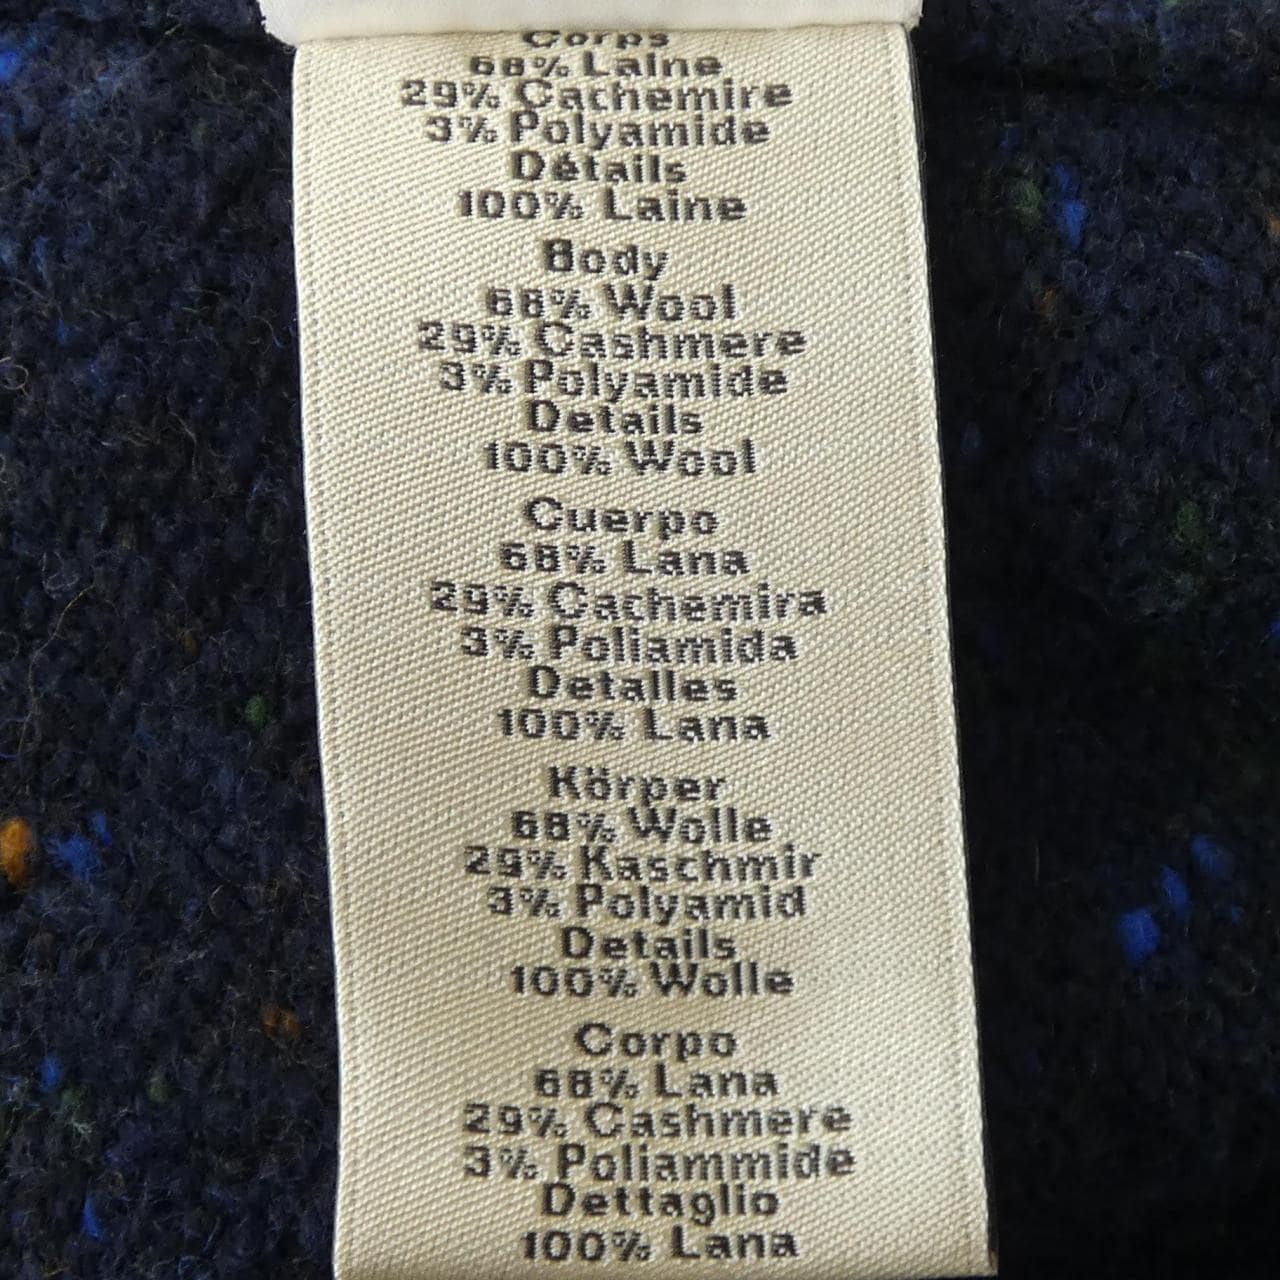 Corps
68% Laine
29% Cachemire
3% Polyamide
Détails
100% Laine
Body
68% Wool
29% Cashmere
3% Polyamide
Details
100% Wool
Cuerpo
68% Lana
29% Cachemira
3% Poliamida
Detalles
100% Lana
Körper
68% Wolle
29% Kaschmir
3% Polyamid
Details
100% Wolle
Corpo
68% Lana
29% Cashmere
3% Poliammide
Dettaglio
100% Lana